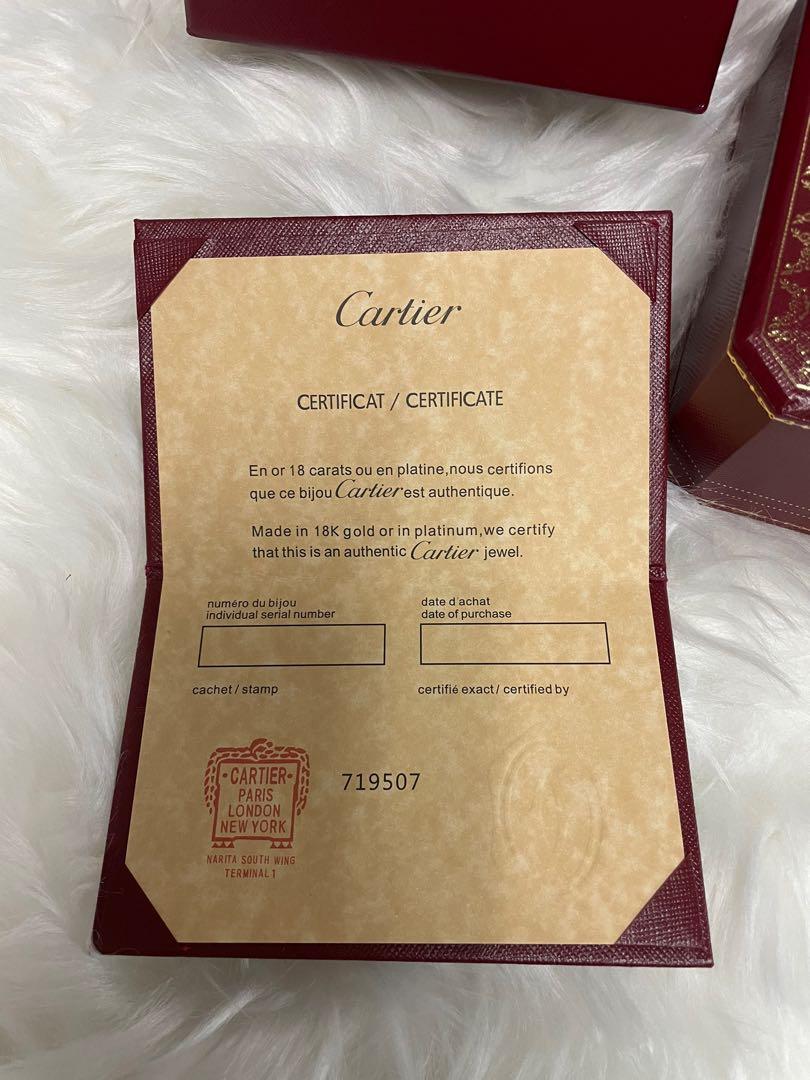 Cartier
CERTIFICAT / CERTIFICATE
En or 18 carats ou en platine,nous certifions
que ce bijou Cartier est authentique.
Made in 18K gold or in platinum,we certify
that this is an authentic Cartier jewel.
numéro du bijou
individual serial number
date d'achat
date of purchase
cachet / stamp
certifié exact / certified by
·CARTIER·
PARIS
LONDON
NEW YORK
719507
NARITA SOUTH WING
TERMINAL 1